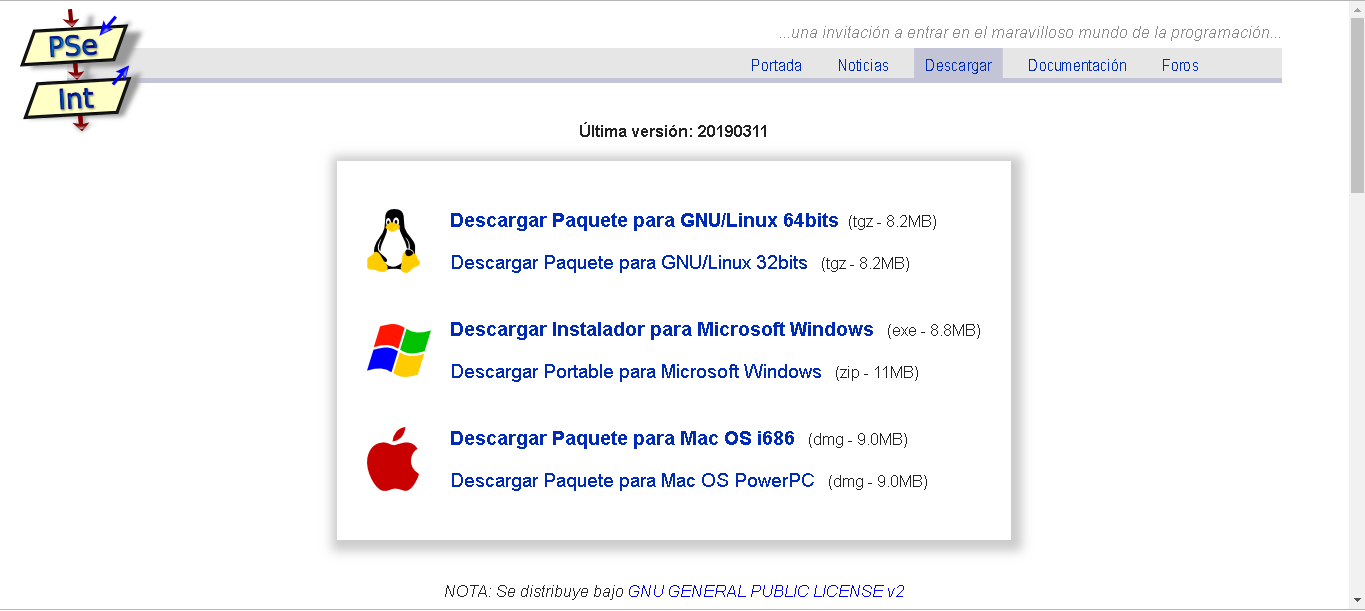 PSe
Int
...una invitación a entrar en el maravilloso mundo de la programación...
Portada Noticias Descargar Documentación Foros
Última versión: 20190311
Descargar Paquete para GNU/Linux 64bits (tgz - 8.2MB)
Descargar Paquete para GNU/Linux 32bits (tgz - 8.2MB)
Descargar Instalador para Microsoft Windows (exe - 8.8MB)
Descargar Portable para Microsoft Windows (zip - 11MB)
Descargar Paquete para Mac OS i686 (dmg - 9.0MB)
Descargar Paquete para Mac OS PowerPC (dmg - 9.0MB)
NOTA: Se distribuye bajo GNU GENERAL PUBLIC LICENSE v2